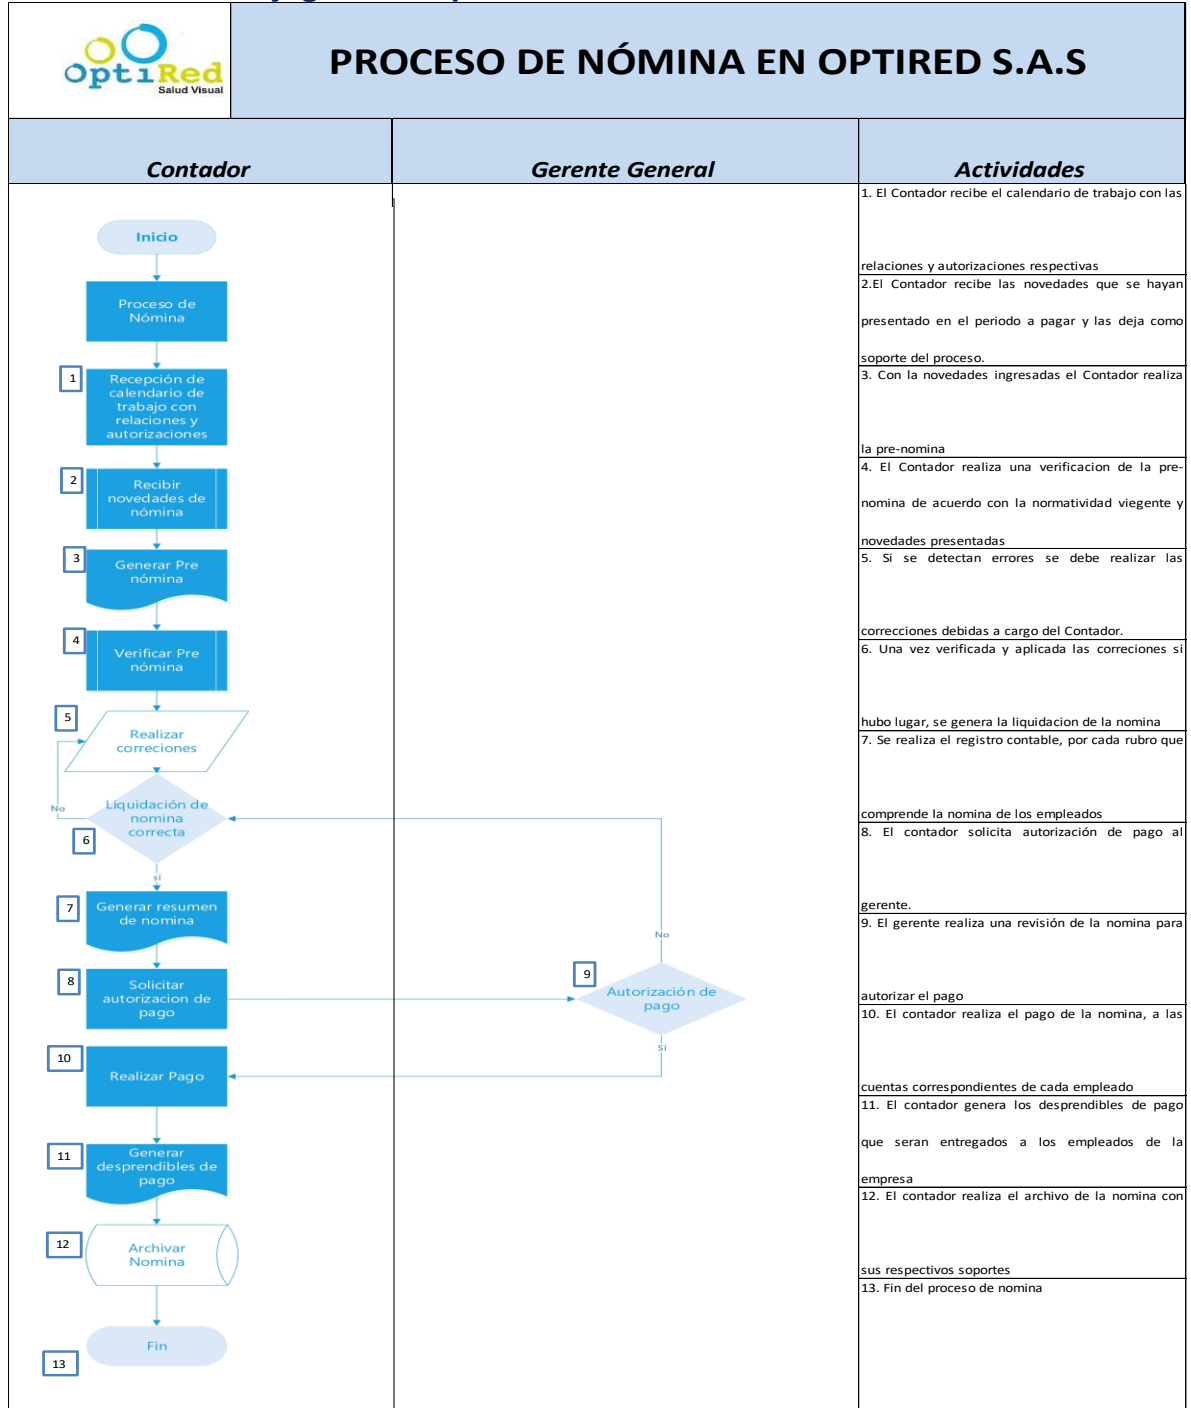 OptiRed
Salud Visual
PROCESO DE NÓMINA EN OPTIRED S.A.S
Contador
Gerente General
Actividades
Inicio
Proceso de
Nómina
1
Recepción de
calendario de
trabajo con
relaciones y
autorizaciones
2
Recibir
novedades de
nómina
3
Generar Pre
nómina
4
Verificar Pre
nómina
5
Realizar
correciones
No
Liquidación de
nomina
correcta
6
si
7
Generar resumen
de nomina
8
Solicitar
autorizacion de
pago
No
9
Autorización de
pago
Si
10
Realizar Pago
11
Generar
desprendibles de
pago
12
Archivar
Nomina
Fin
13
1. El Contador recibe el calendario de trabajo con las
relaciones y autorizaciones respectivas
2.El Contador recibe las novedades que se hayan
presentado en el periodo a pagar y las deja como
soporte del proceso.
3. Con la novedades ingresadas el Contador realiza
la pre-nomina
4. El Contador realiza una verificacion de la pre-
nomina de acuerdo con la normatividad viegente y
novedades presentadas
5. Si se detectan errores se debe realizar las
correcciones debidas a cargo del Contador.
6. Una vez verificada y aplicada las correciones si
hubo lugar, se genera la liquidacion de la nomina
7. Se realiza el registro contable, por cada rubro que
comprende la nomina de los empleados
8. El contador solicita autorización de pago al
gerente.
9. El gerente realiza una revisión de la nomina para
autorizar el pago
10. El contador realiza el pago de la nomina, a las
cuentas correspondientes de cada empleado
11. El contador genera los desprendibles de pago
que seran entregados a los empleados de la
empresa
12. El contador realiza el archivo de la nomina con
sus respectivos soportes
13. Fin del proceso de nomina